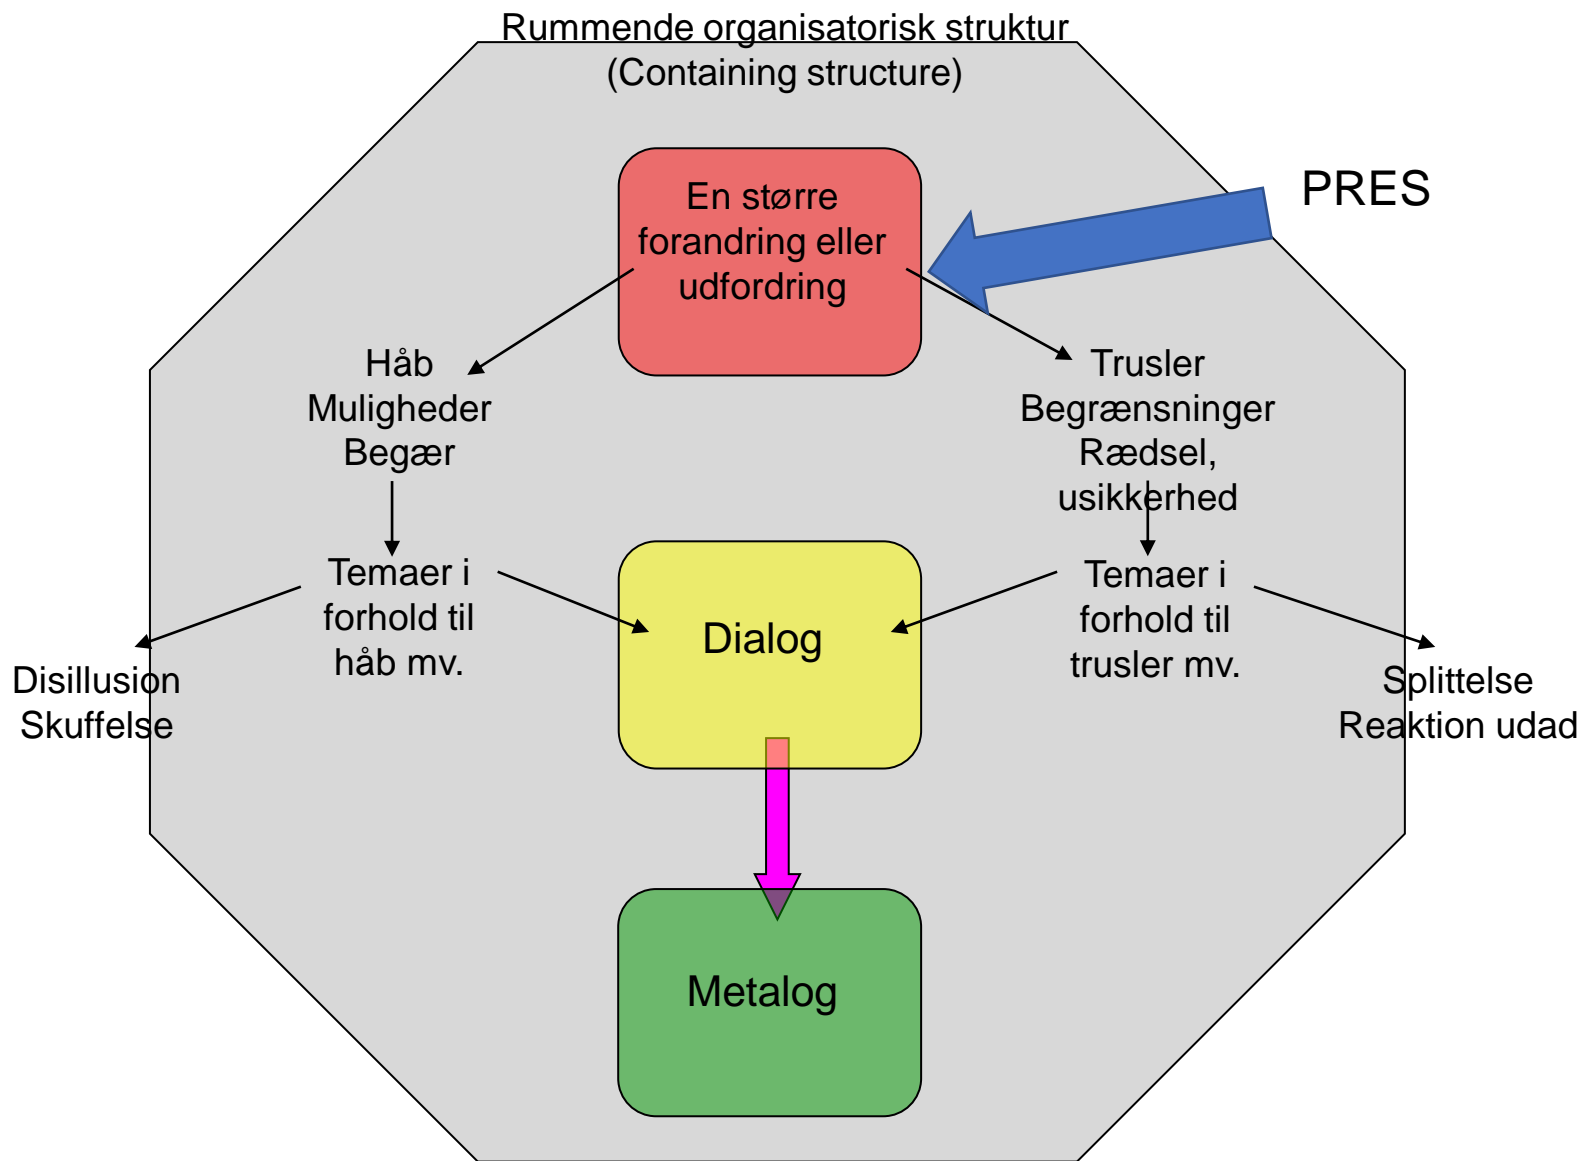 Rummende organisatorisk struktur
(Containing structure)
PRES
En større
forandring eller
udfordring
Håb
Muligheder
Begær
Trusler
Begrænsninger
Rædsel,
usikkerhed
Temaer i
forhold til
håb mv.
Dialog
Temaer i
forhold til
trusler mv.
Disillusion
Skuffelse
Splittelse
Reaktion udad
Metalog